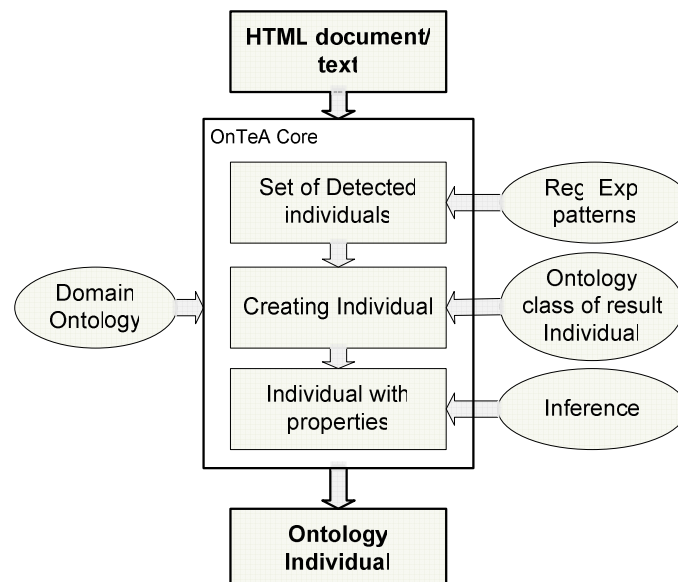 HTML document/
text
OnTeA Core
Set of Detected
individuals
Reg Exp
patterns
Domain
Ontology
Creating Individual
Ontology
class of result
Individual
Individual with
properties
Inference
Ontology
Individual